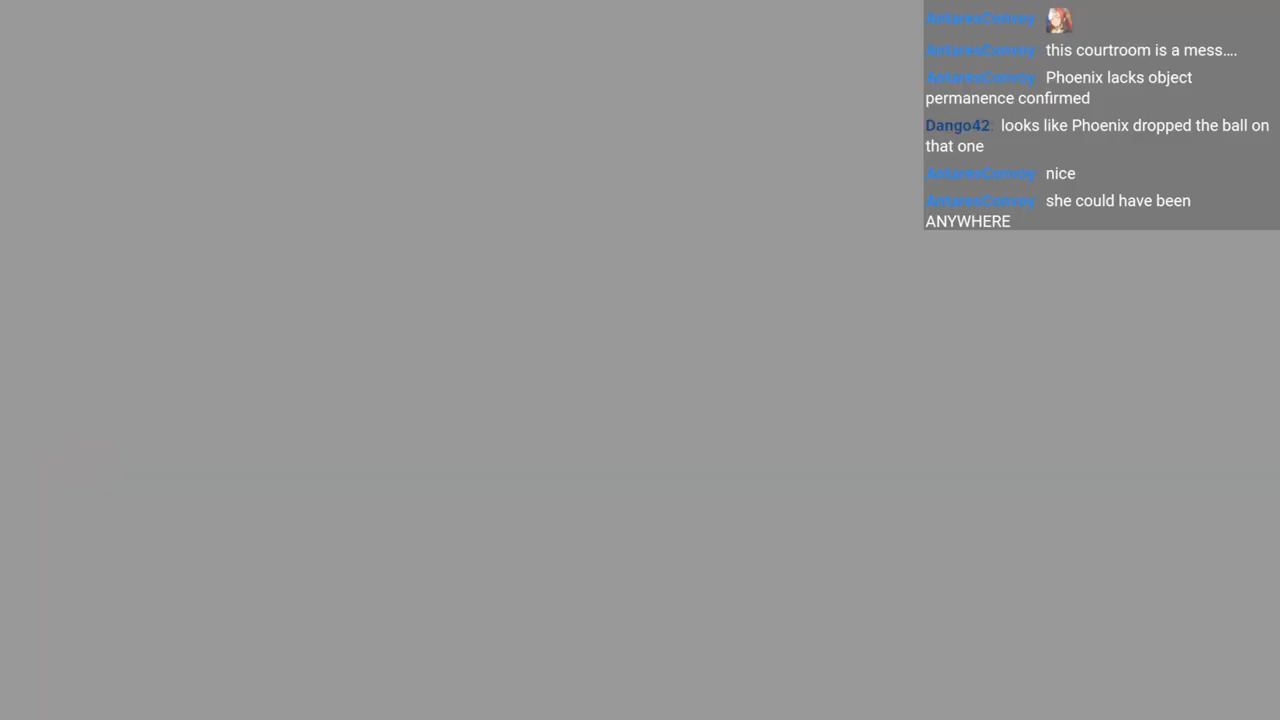 AntaresConvoy:
AntaresConvoy: this courtroom is a mess....
AntaresConvoy: Phoenix lacks object
permanence confirmed
Dango42: looks like Phoenix dropped the ball on
that one
AntaresConvoy: nice
AntaresConvoy: she could have been
ANYWHERE